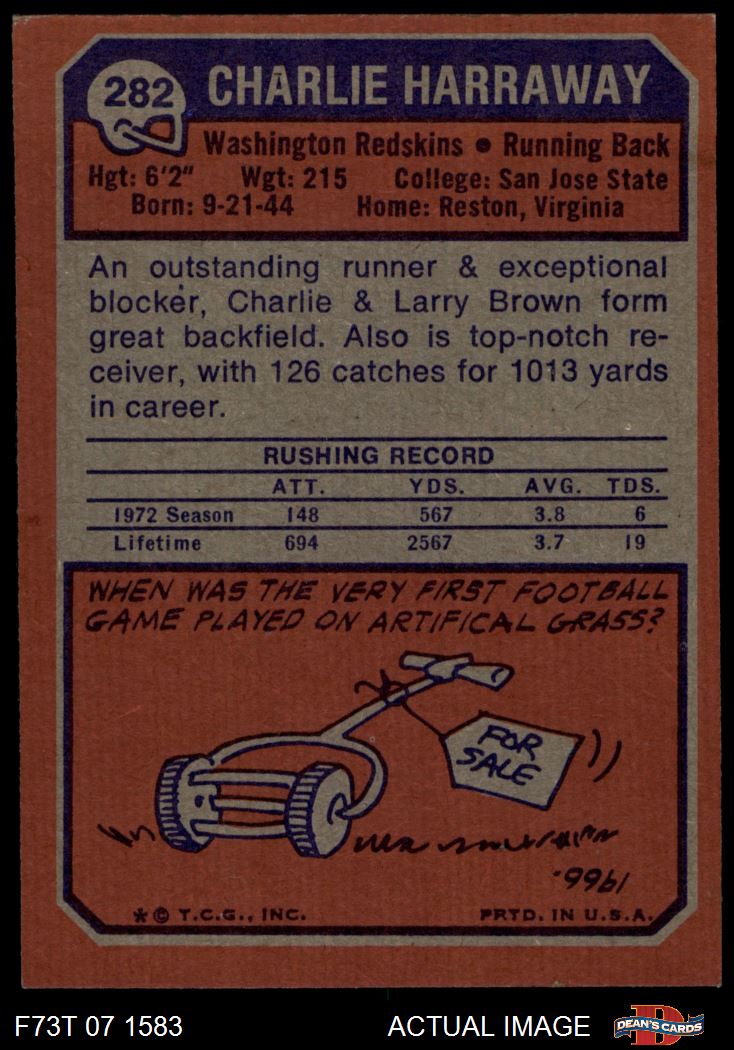 282
CHARLIE HARRAWAY
Washington Redskins • Running Back
Hgt: 6'2" Wgt: 215 College: San Jose State
Born: 9-21-44 Home: Reston, Virginia
An outstanding runner & exceptional
blocker, Charlie & Larry Brown form
great backfield. Also is top-notch re-
ceiver, with 126 catches for 1013 yards
in career.
RUSHING RECORD
ATT. YDS. AVG. TDS.
1972 Season 148 567 3.8 6
Lifetime 694 2567 3.7 19
WHEN WAS THE VERY FIRST FOOTBALL
GAME PLAYED ON ARTIFICAL GRASS?
FOR
SALE
1966.
* © T.C.G., INC. PRTD. IN U.S.A.
F73T 07 1583 ACTUAL IMAGE
D
DEAN'S CARDS